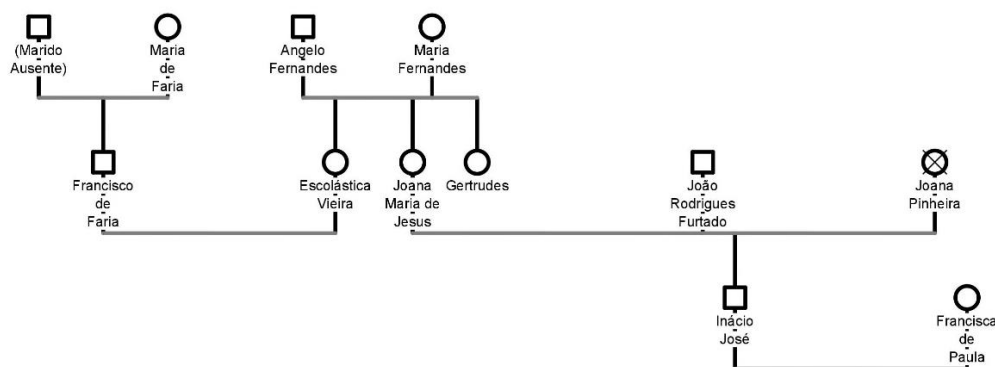 (Marido
Ausente)
Maria
de
Faria
Angelo
Fernandes
Maria
Fernandes
Francisco
de
Faria
Escolástica
Vieira
Joana
Maria de
Jesus
Gertrudes
João
Rodrigues
Furtado
Joana
Pinheira
Inácio
José
Francisca
de
Paula